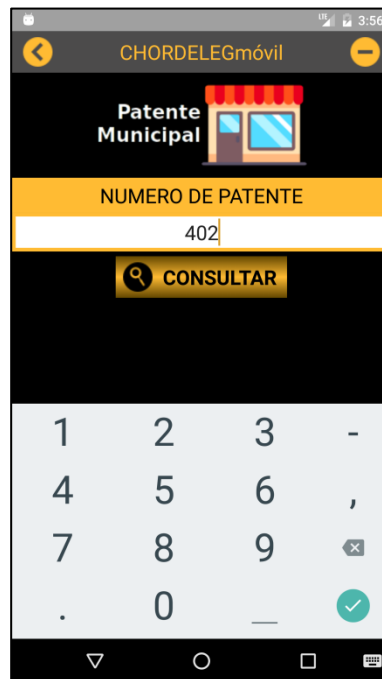 LTE 3:56
CHORDELEGmóvil
Patente
Municipal
NUMERO DE PATENTE
402
CONSULTAR
1 2 3 -
4 5 6 ,
7 8 9
. 0 _